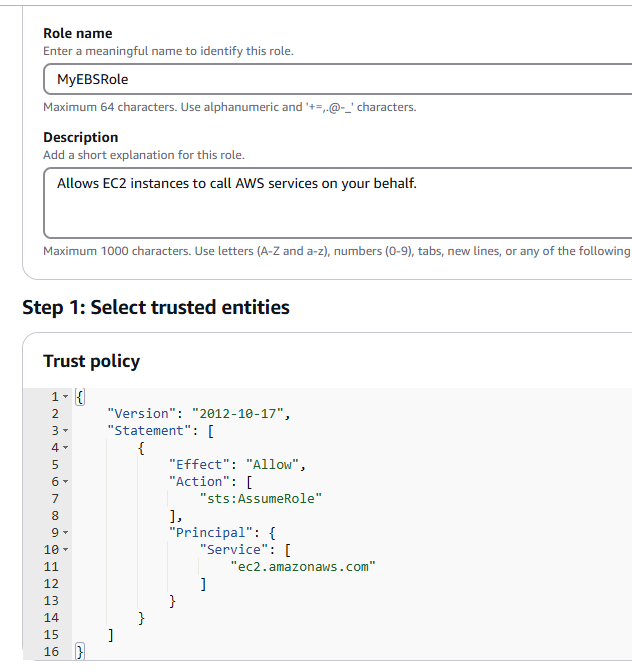 Role name
Enter a meaningful name to identify this role.
MyEBSRole
Maximum 64 characters. Use alphanumeric and '+=,.@-_' characters.
Description
Add a short explanation for this role.
Allows EC2 instances to call AWS services on your behalf.
Maximum 1000 characters. Use letters (A-Z and a-z), numbers (0-9), tabs, new lines, or any of the following
Step 1: Select trusted entities
Trust policy
1 {
2     "Version": "2012-10-17",
3     "Statement": [
4         {
5             "Effect": "Allow",
6             "Action": [
7                 "sts:AssumeRole"
8             ],
9             "Principal": {
10                 "Service": [
11                     "ec2.amazonaws.com"
12                 ]
13             }
14         }
15     ]
16 }